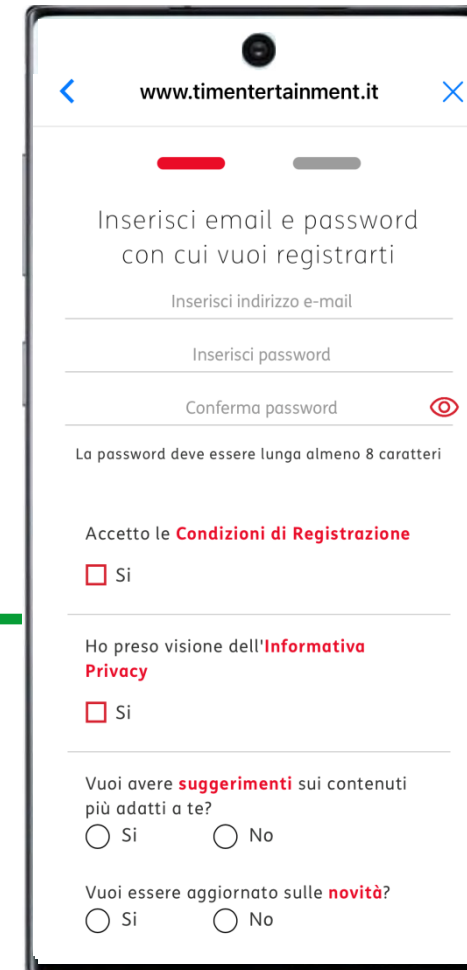 www.timentertainment.it
Inserisci email e password
con cui vuoi registrarti
Inserisci indirizzo e-mail
Inserisci password
Conferma password
La password deve essere lunga almeno 8 caratteri
Accetto le Condizioni di Registrazione
Si
Ho preso visione dell'Informativa
Privacy
Si
Vuoi avere suggerimenti sui contenuti
più adatti a te?
Si No
Vuoi essere aggiornato sulle novità?
Si No